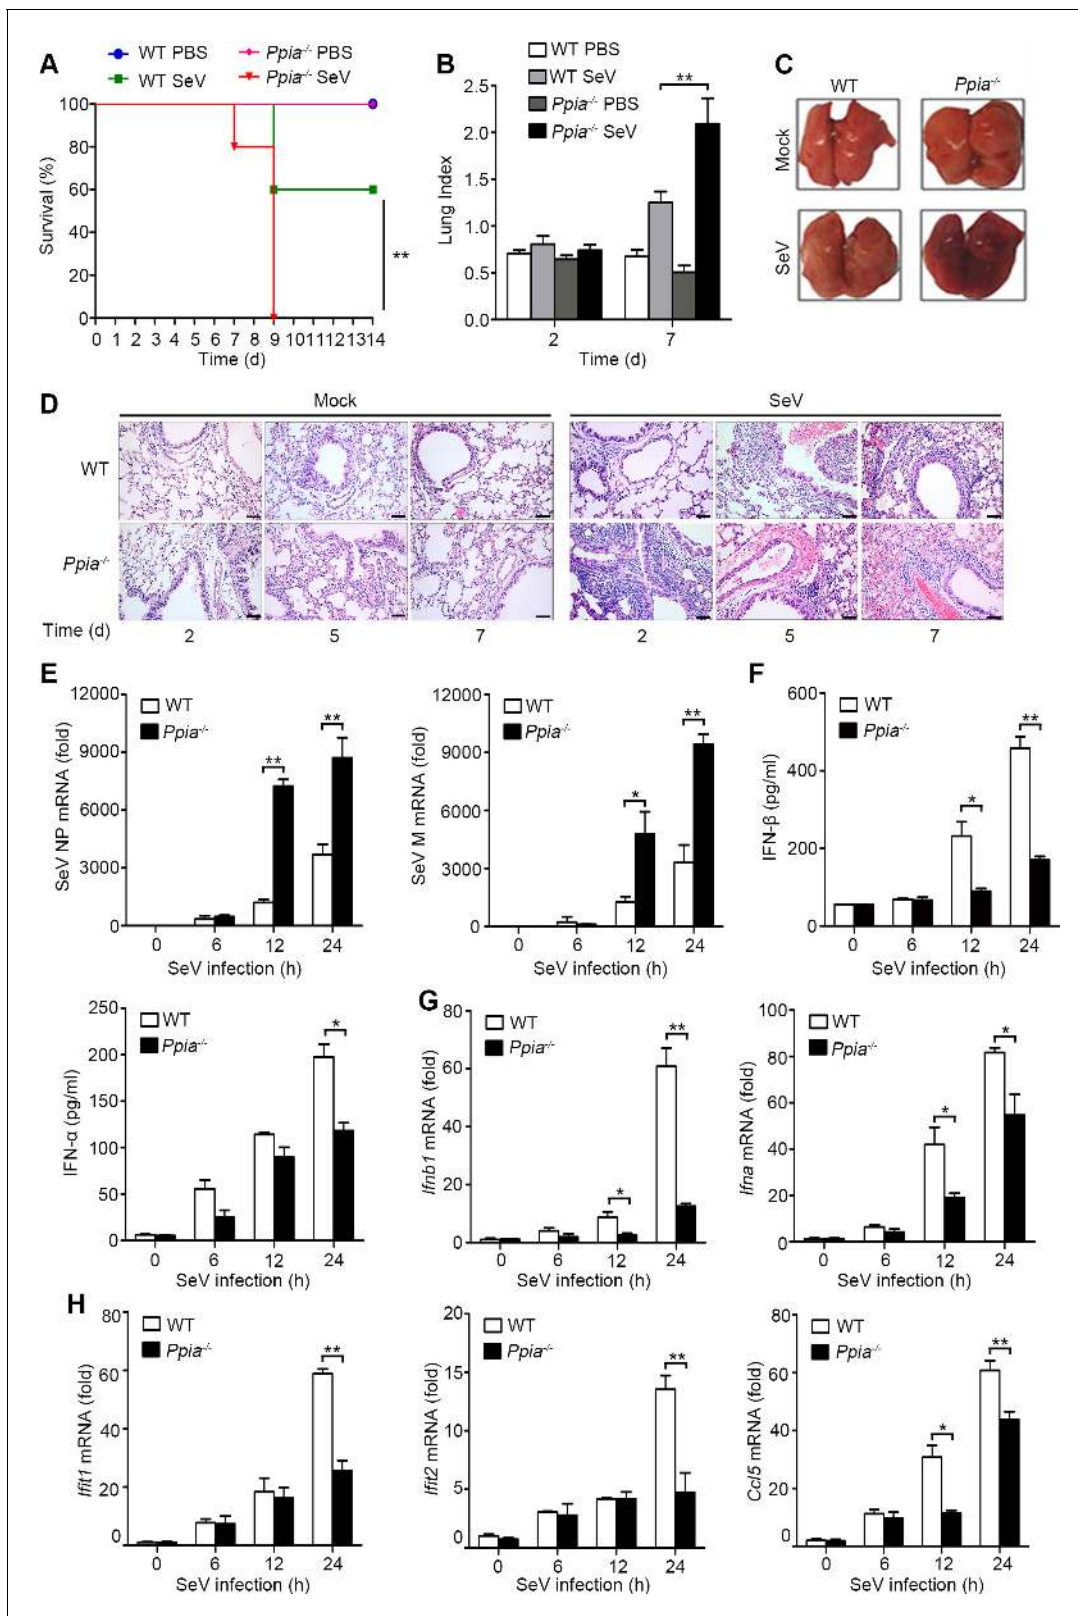 A
WT PBS
Ppia-/- PBS
WT SeV
Ppia-/- SeV
100
80
60
40
20
0
Survival (%)
0 1 2 3 4 5 6 7 8 9 1011121314
Time (d)
**
B
WT PBS
WT SeV
Ppia-/- PBS
Ppia-/- SeV
**
2.5
2.0
1.5
1.0
0.5
0.0
Lung Index
2 7
Time (d)
C
WT Ppia-/-
Mock
SeV
D
Mock SeV
WT
Ppia-/-
Time (d) 2 5 7 2 5 7
E
12000
9000
6000
3000
0
SeV NP mRNA (fold)
WT
Ppia-/-
** **
0 6 12 24
SeV infection (h)
12000
9000
6000
3000
0
SeV M mRNA (fold)
WT
Ppia-/-
* **
0 6 12 24
SeV infection (h)
F
600
400
200
0
IFN-β (pg/ml)
WT
Ppia-/-
* **
0 6 12 24
SeV infection (h)
250
200
150
100
50
0
IFN-α (pg/ml)
WT
Ppia-/-
*
0 6 12 24
SeV infection (h)
G
80
60
40
20
0
Ifnb1 mRNA (fold)
WT
Ppia-/-
* **
0 6 12 24
SeV infection (h)
100
80
60
40
20
0
Ifna mRNA (fold)
WT
Ppia-/-
* *
0 6 12 24
SeV infection (h)
H
80
60
40
20
0
Ifit1 mRNA (fold)
WT
Ppia-/-
**
0 6 12 24
SeV infection (h)
20
15
10
5
0
Ifit2 mRNA (fold)
WT
Ppia-/-
**
0 6 12 24
SeV infection (h)
80
60
40
20
0
Ccl5 mRNA (fold)
WT
Ppia-/-
* **
0 6 12 24
SeV infection (h)